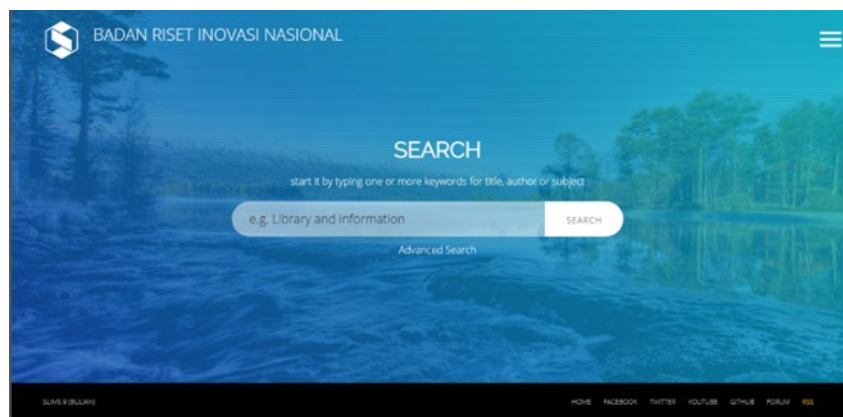 BADAN RISET INOVASI NASIONAL
SEARCH
start it by typing one or more keywords for title, author or subject
e.g. Library and Information
SEARCH
Advanced Search
SLIMS 9 (BULIAN)
HOME FACEBOOK TWITTER YOUTUBE GITHUB FORUM RSS